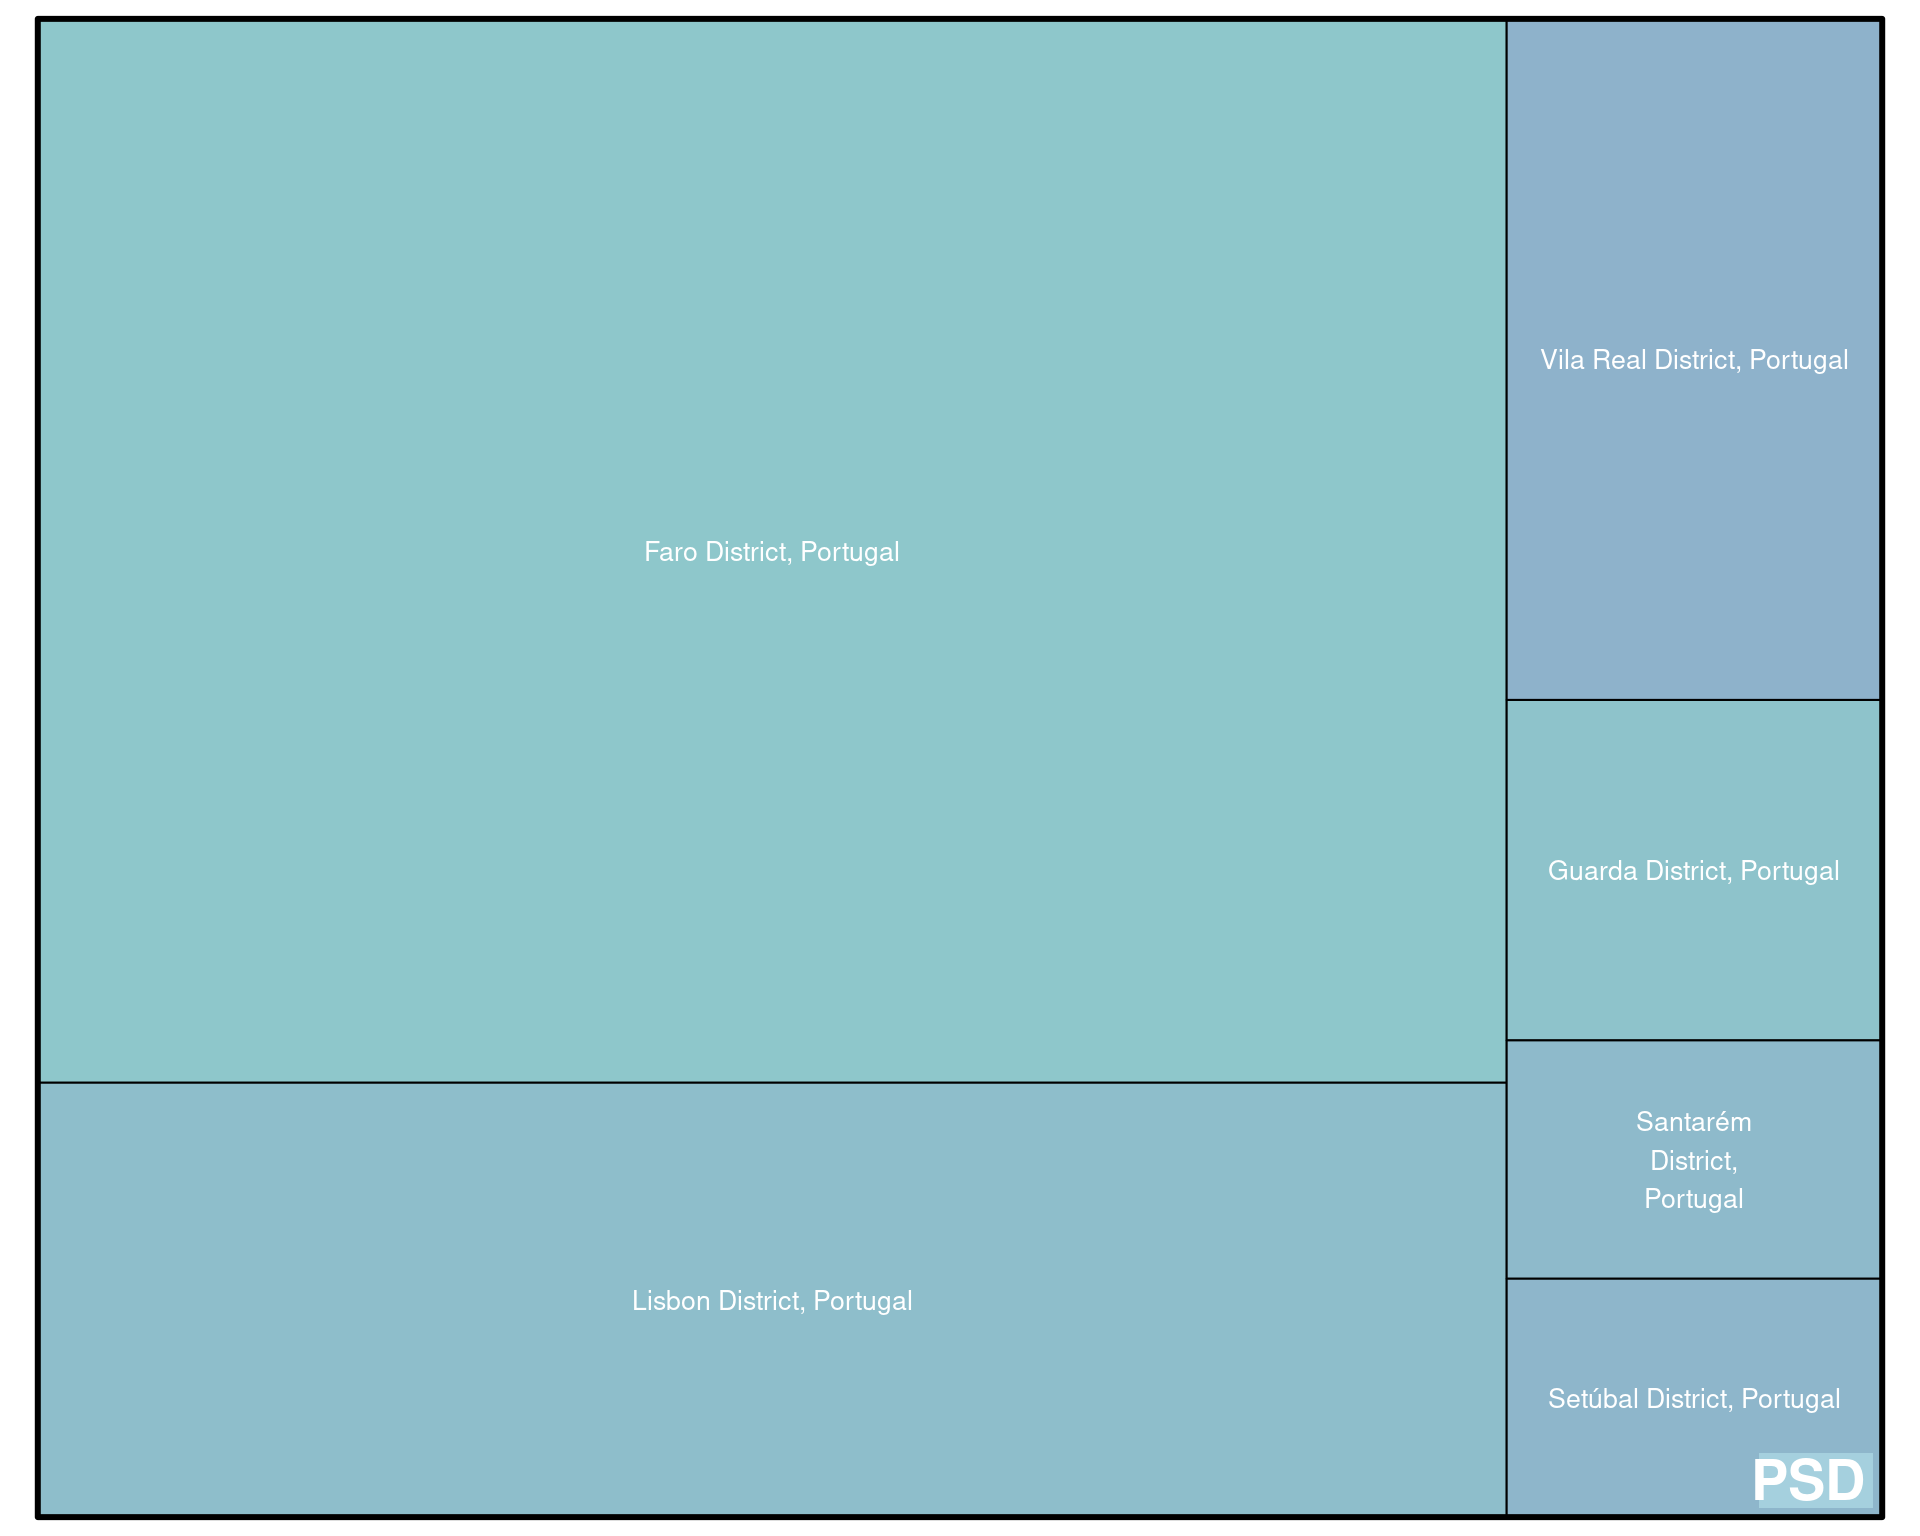 Faro District, Portugal
Lisbon District, Portugal
Vila Real District, Portugal
Guarda District, Portugal
Santarém
District,
Portugal
Setúbal District, Portugal
PSD